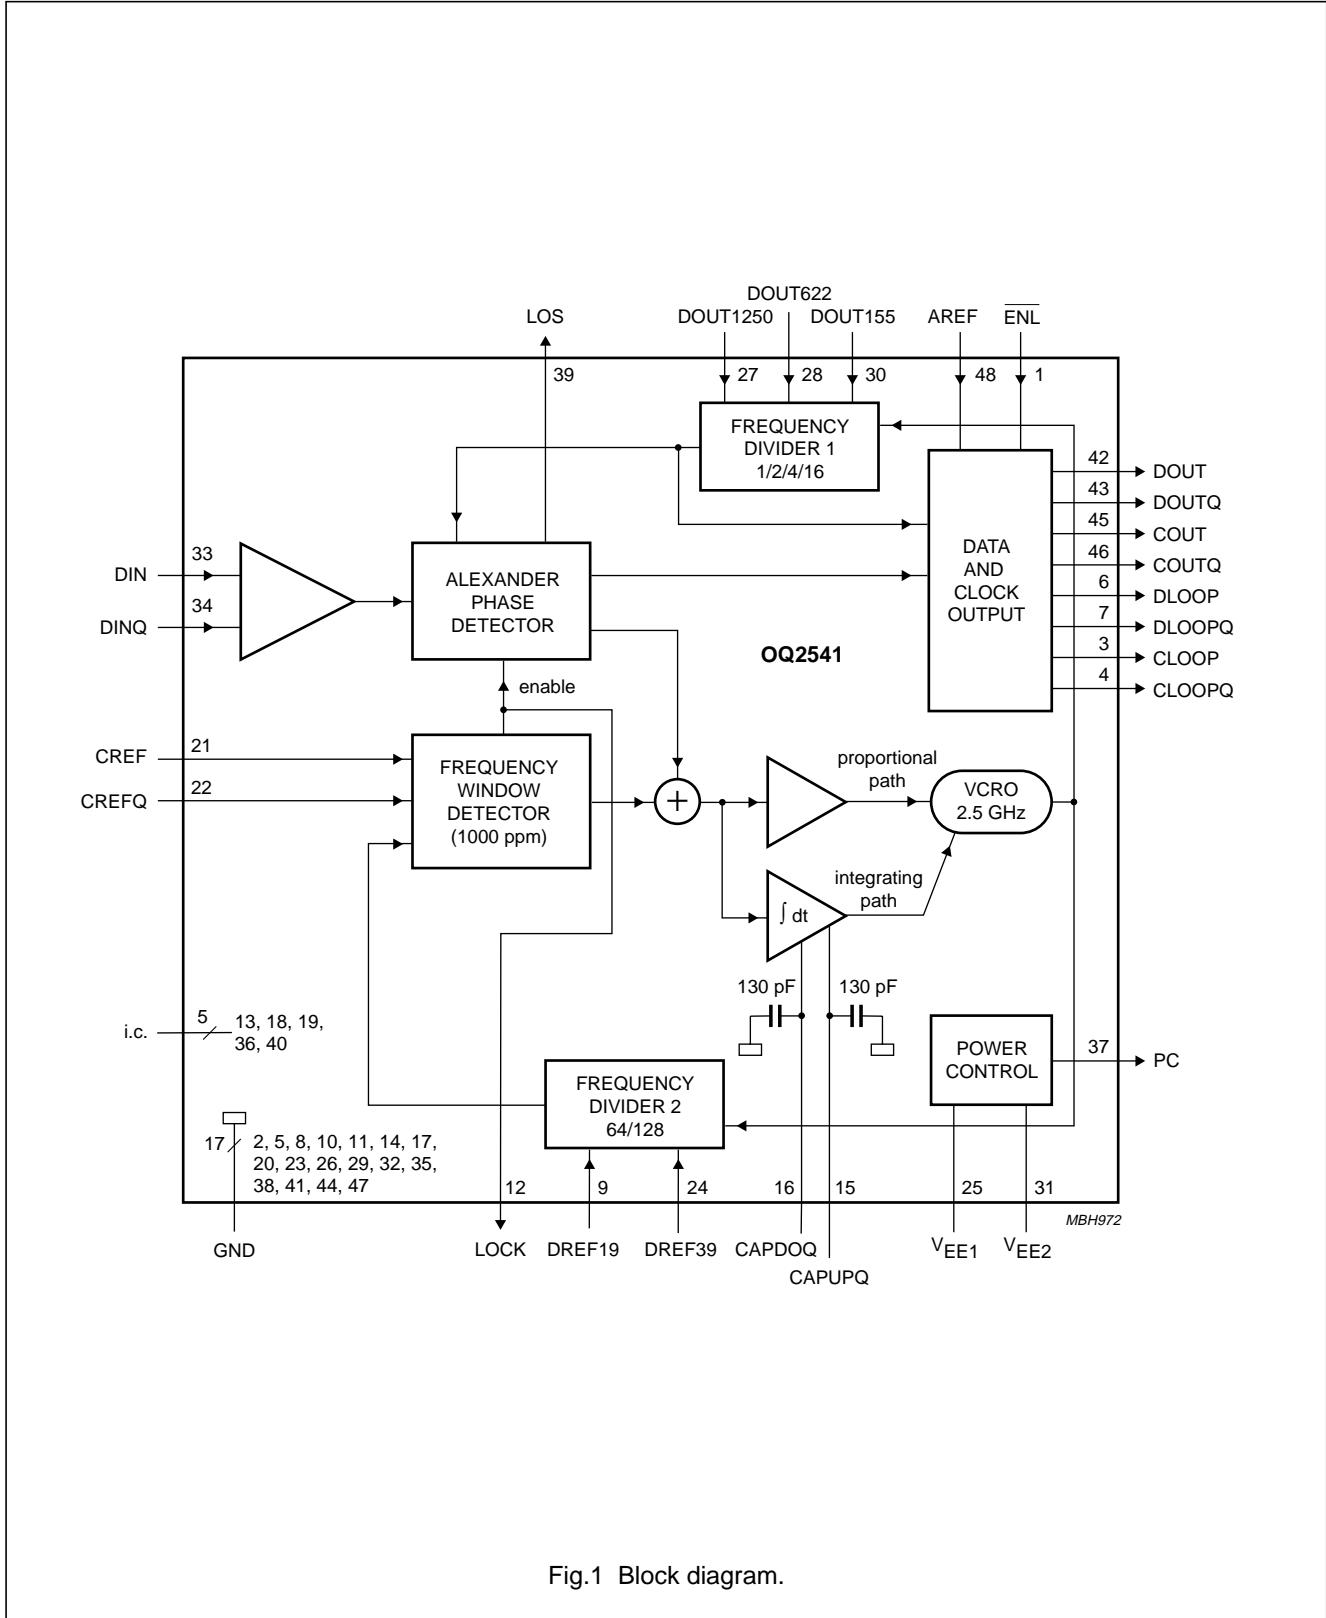 DOUT622
LOS DOUT1250 DOUT155 AREF ENL
39 27 28 30 48 1
FREQUENCY
DIVIDER 1
1/2/4/16
42 DOUT
43 DOUTQ
45 COUT
46 COUTQ
6 DLOOP
7 DLOOPQ
3 CLOOP
4 CLOOPQ
DATA
AND
CLOCK
OUTPUT
DIN 33
DINQ 34
ALEXANDER
PHASE
DETECTOR
OQ2541
enable
CREF 21
CREFQ 22
FREQUENCY
WINDOW
DETECTOR
(1000 ppm)
+
proportional
path
VCRO
2.5 GHz
integrating
path
∫ dt
130 pF 130 pF
i.c. 5 13, 18, 19,
36, 40
POWER
CONTROL
37 PC
FREQUENCY
DIVIDER 2
64/128
17 2, 5, 8, 10, 11, 14, 17,
20, 23, 26, 29, 32, 35,
38, 41, 44, 47
12 9 24 16 15 25 31
MBH972
GND LOCK DREF19 DREF39 CAPDOQ VEE1 VEE2
CAPUPQ
Fig.1 Block diagram.